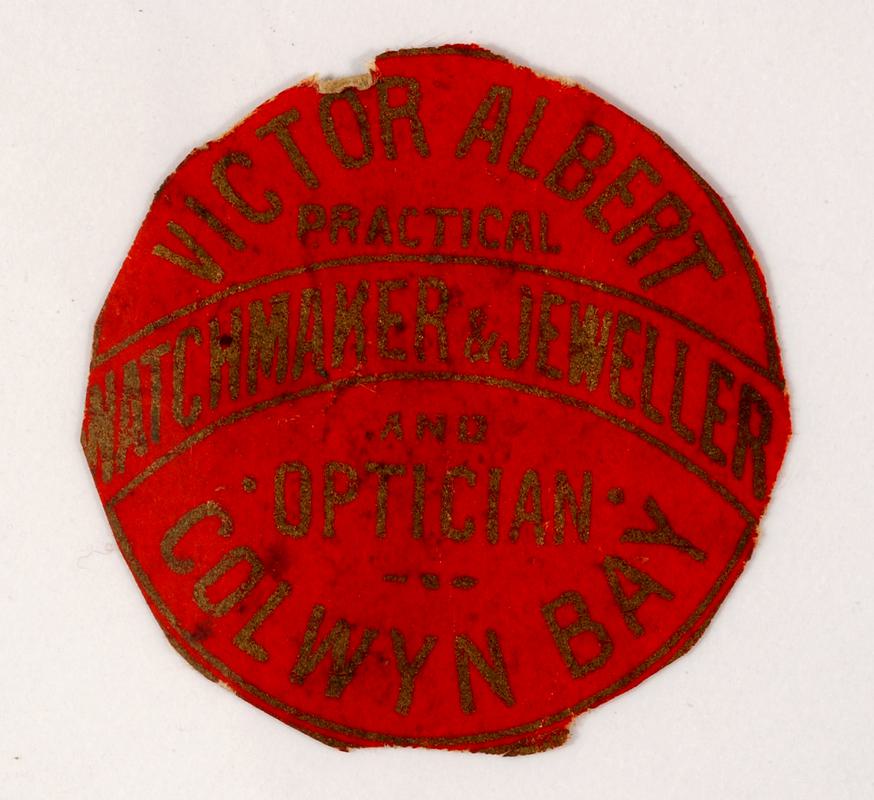 VICTOR ALBERT
PRACTICAL
WATCHMAKER & JEWELLER
AND
· OPTICIAN ·
COLWYN BAY